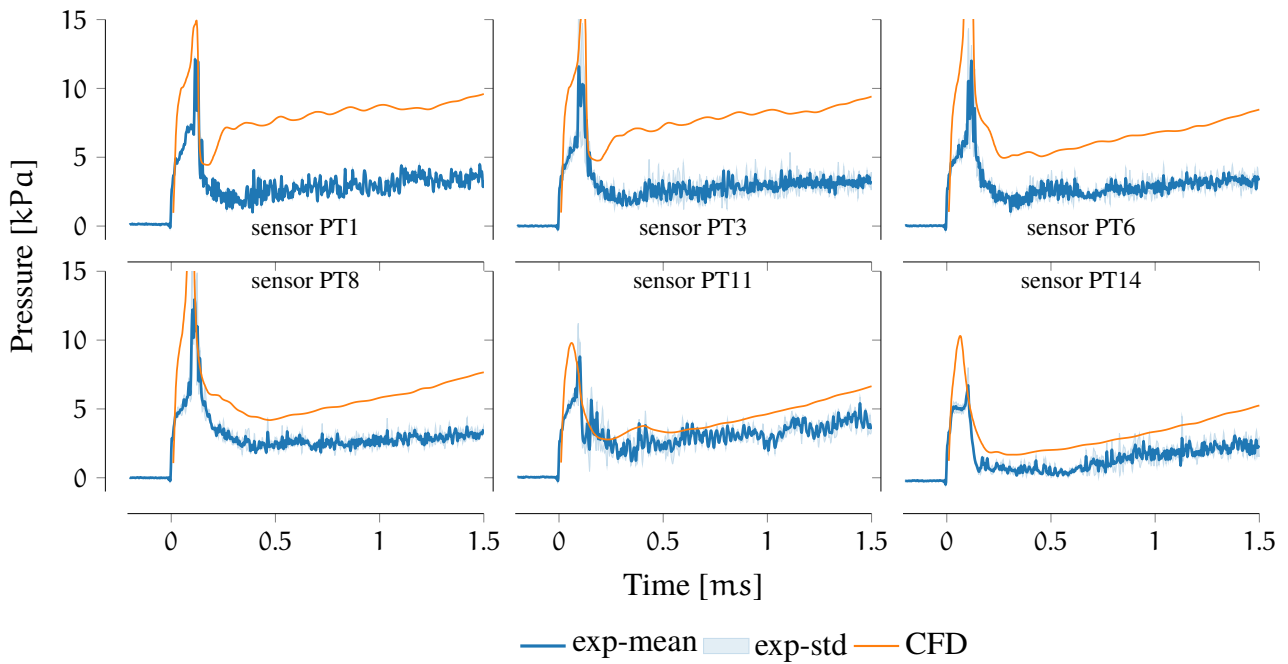 15
10
5
0
sensor PT1
sensor PT3
sensor PT6
Pressure [kPa]
15
10
5
0
sensor PT8
sensor PT11
sensor PT14
0 0.5 1 1.5 0 0.5 1 1.5 0 0.5 1 1.5
Time [ms]
exp-mean exp-std CFD